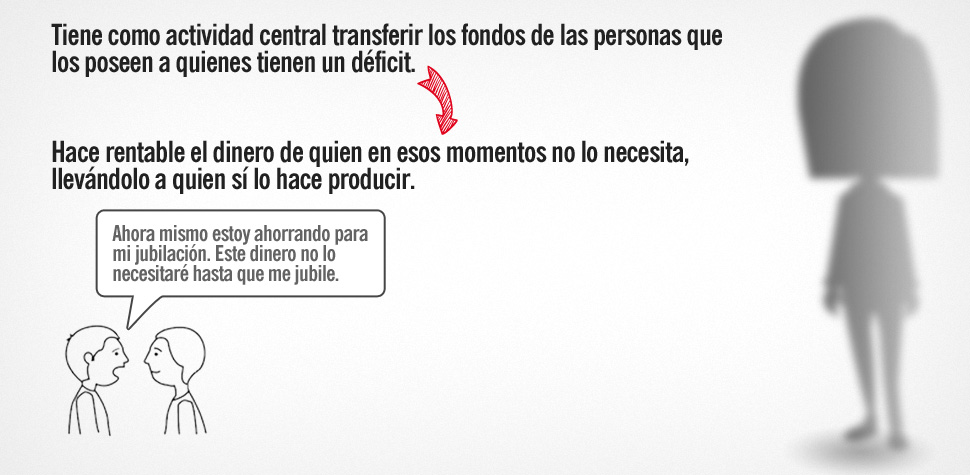 Tiene como actividad central transferir los fondos de las personas que
los poseen a quienes tienen un déficit.
Hace rentable el dinero de quien en esos momentos no lo necesita,
llevándolo a quien sí lo hace producir.
Ahora mismo estoy ahorrando para
mi jubilación. Este dinero no lo
necesitaré hasta que me jubile.